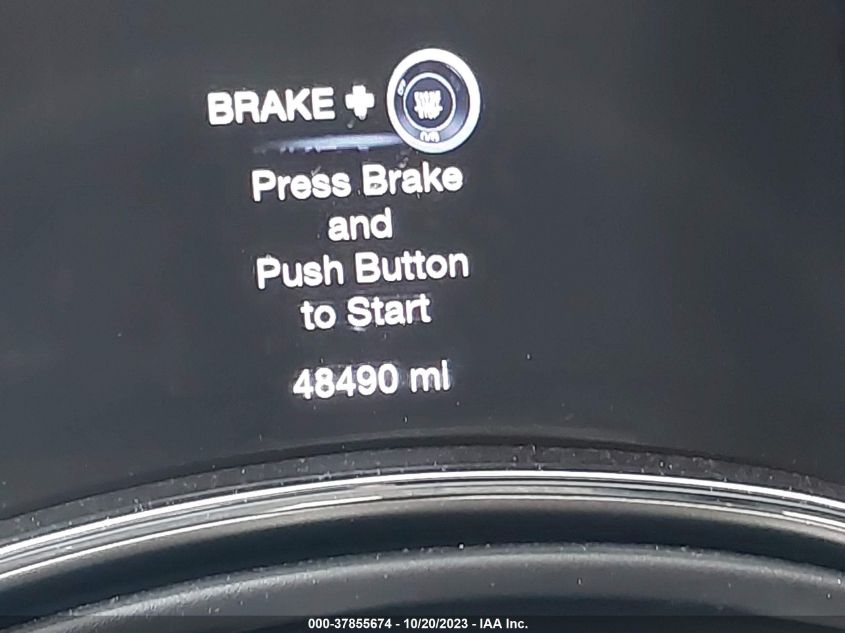 BRAKE +
Press Brake
and
Push Button
to Start
48490 mi
000-37855674 - 10/20/2023 - IAA Inc.